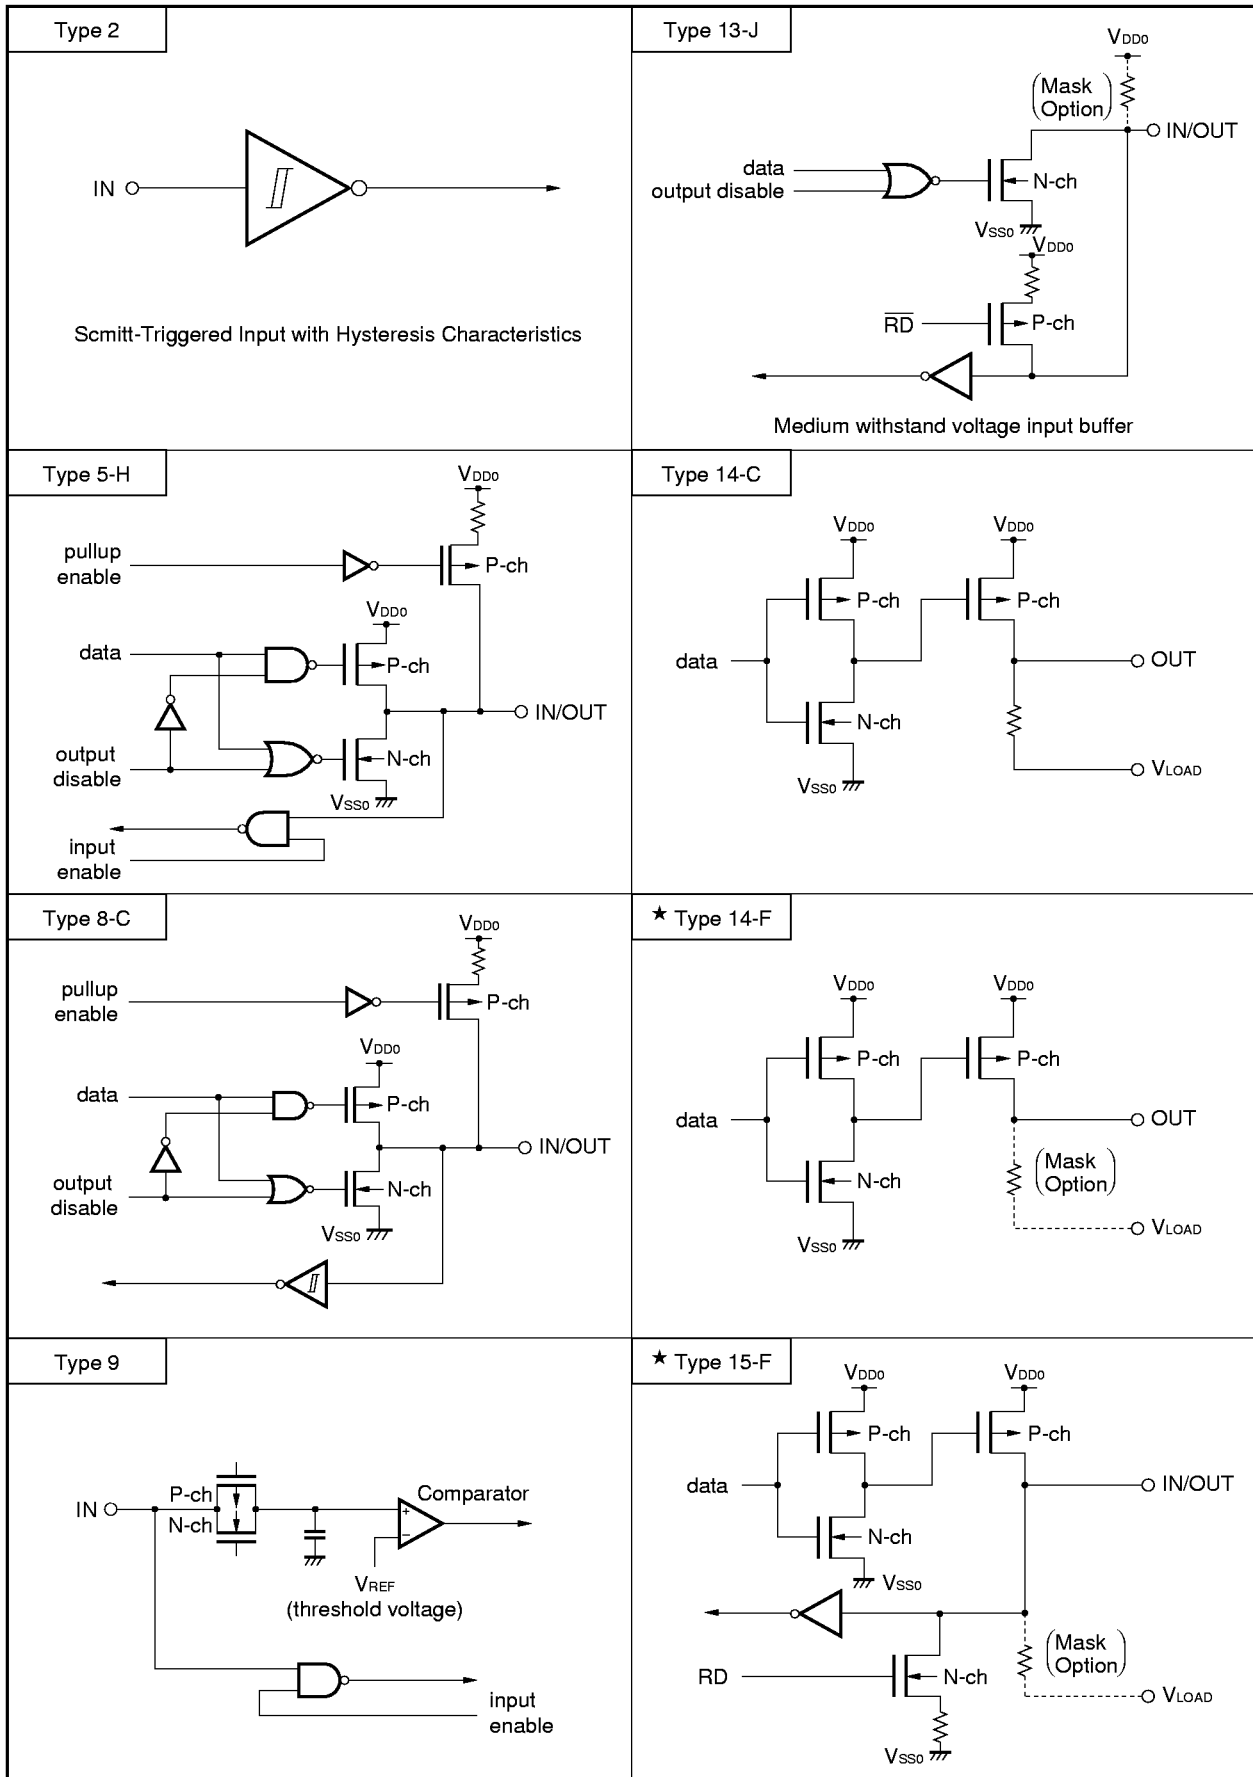 Type 2
IN
Scmitt-Triggered Input with Hysteresis Characteristics
Type 13-J
VDD0
(Mask
Option)
IN/OUT
data
output disable
N-ch
VSS0
VDD0
RD
P-ch
Medium withstand voltage input buffer
Type 5-H
VDD0
pullup
enable
P-ch
VDD0
data
P-ch
IN/OUT
output
disable
N-ch
VSS0
input
enable
Type 14-C
VDD0
VDD0
P-ch
P-ch
data
OUT
N-ch
VSS0
VLOAD
Type 8-C
VDD0
pullup
enable
P-ch
VDD0
data
P-ch
IN/OUT
output
disable
N-ch
VSS0
★ Type 14-F
VDD0
VDD0
P-ch
P-ch
data
OUT
(Mask
Option)
N-ch
VSS0
VLOAD
Type 9
P-ch
IN
N-ch
Comparator
+
−
VREF
(threshold voltage)
input
enable
★ Type 15-F
VDD0
VDD0
P-ch
P-ch
data
IN/OUT
N-ch
VSS0
(Mask
Option)
RD
N-ch
VLOAD
VSS0